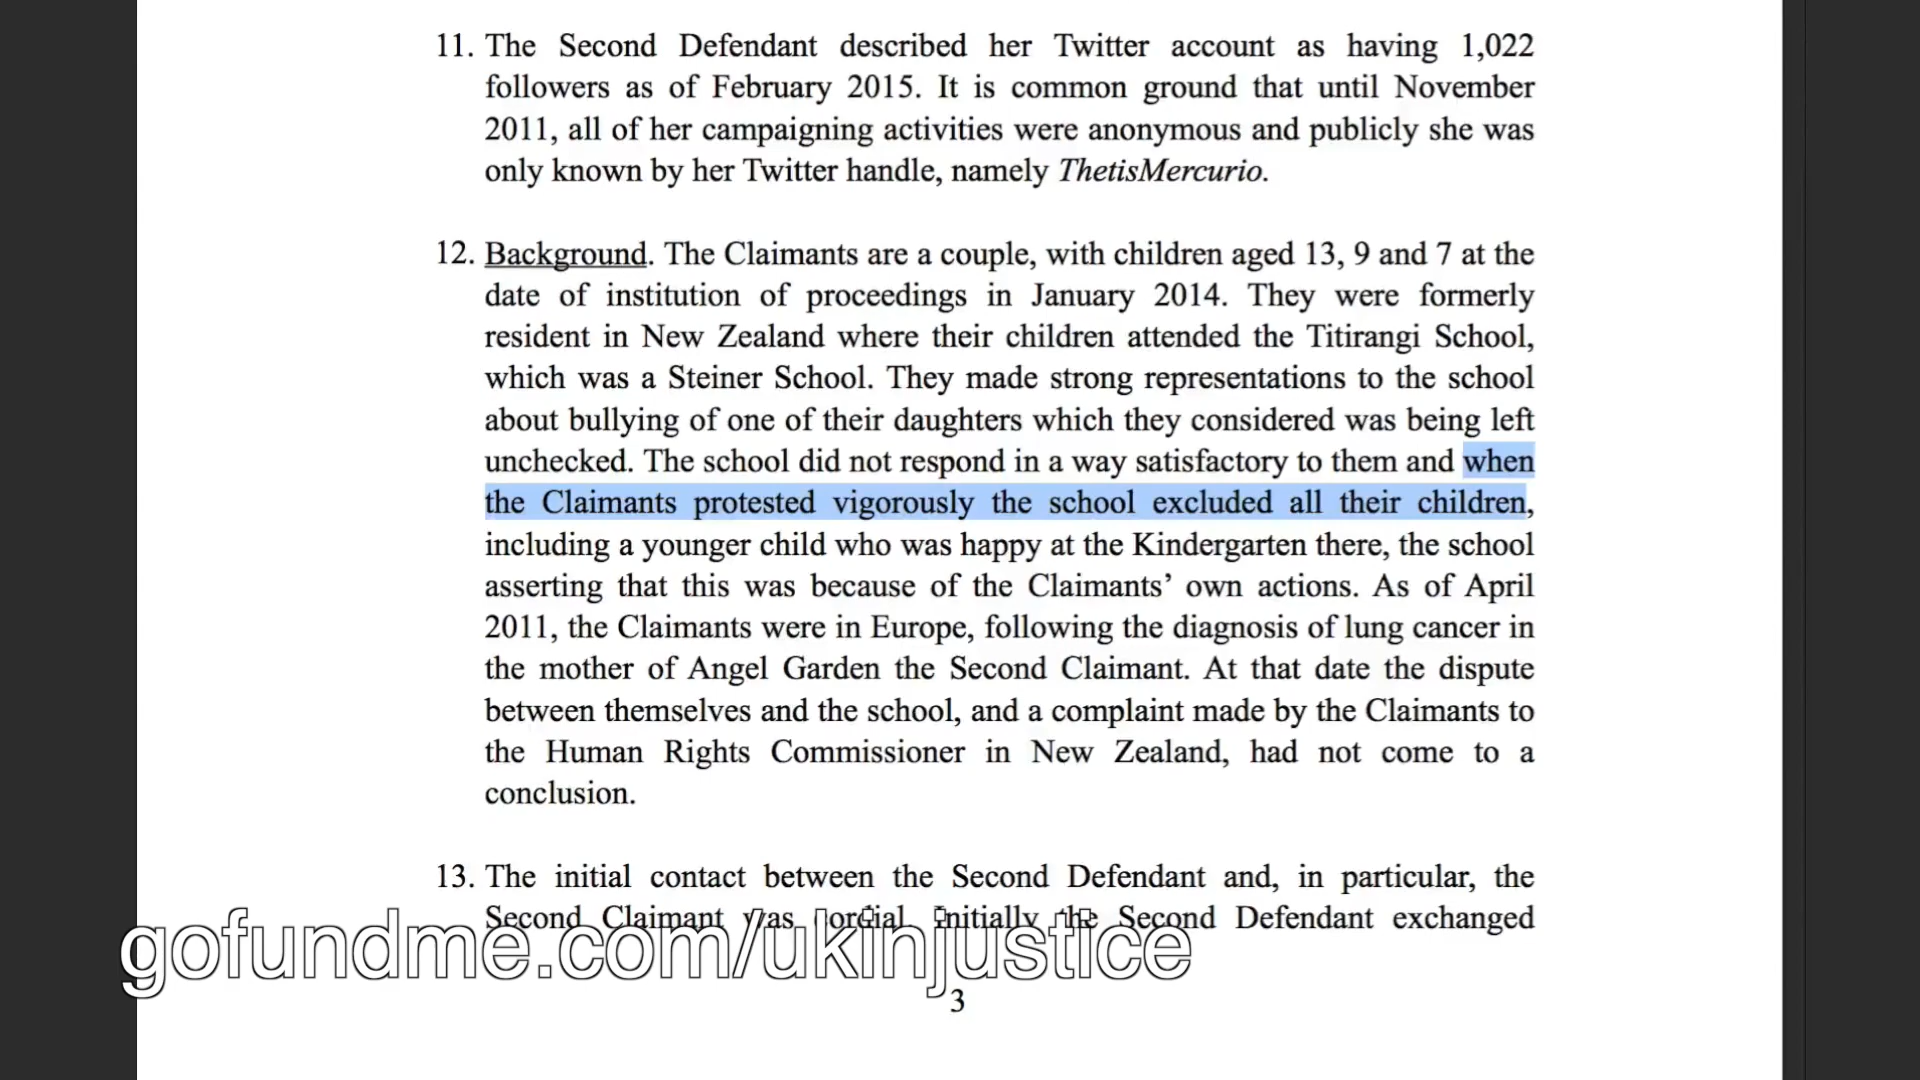 11. The Second Defendant described her Twitter account as having 1,022
followers as of February 2015. It is common ground that until November
2011, all of her campaigning activities were anonymous and publicly she was
only known by her Twitter handle, namely ThetisMercurio.
12. Background. The Claimants are a couple, with children aged 13, 9 and 7 at the
date of institution of proceedings in January 2014. They were formerly
resident in New Zealand where their children attended the Titirangi School,
which was a Steiner School. They made strong representations to the school
about bullying of one of their daughters which they considered was being left
unchecked. The school did not respond in a way satisfactory to them and when
the Claimants protested vigorously the school excluded all their children,
including a younger child who was happy at the Kindergarten there, the school
asserting that this was because of the Claimants’ own actions. As of April
2011, the Claimants were in Europe, following the diagnosis of lung cancer in
the mother of Angel Garden the Second Claimant. At that date the dispute
between themselves and the school, and a complaint made by the Claimants to
the Human Rights Commissioner in New Zealand, had not come to a
conclusion.
13. The initial contact between the Second Defendant and, in particular, the
Second Claimant was cordial. Initially the Second Defendant exchanged
gofundme.com/ukinjustice
3